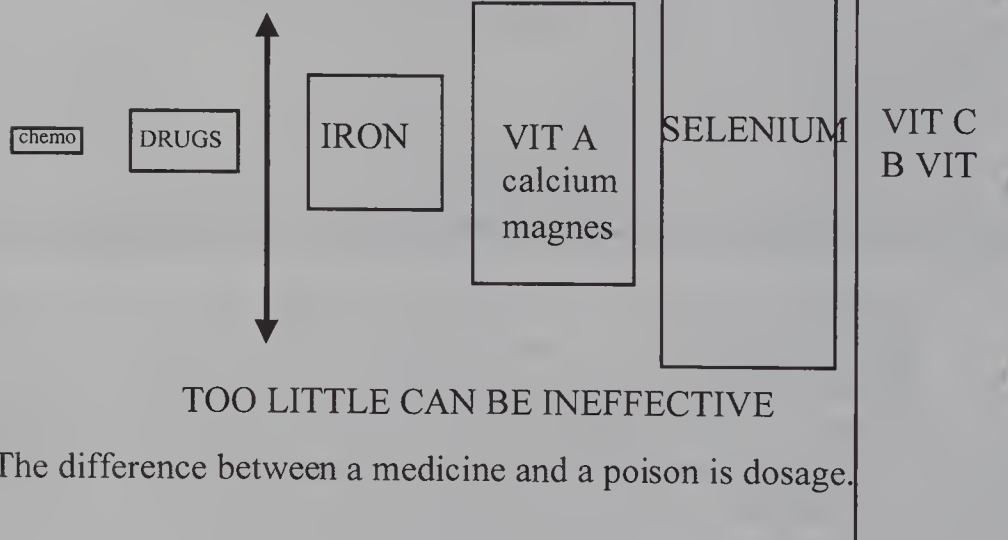 chemo
DRUGS
IRON
VIT A
calcium
magnes
SELENIUM
VIT C
B VIT
TOO LITTLE CAN BE INEFFECTIVE
The difference between a medicine and a poison is dosage.